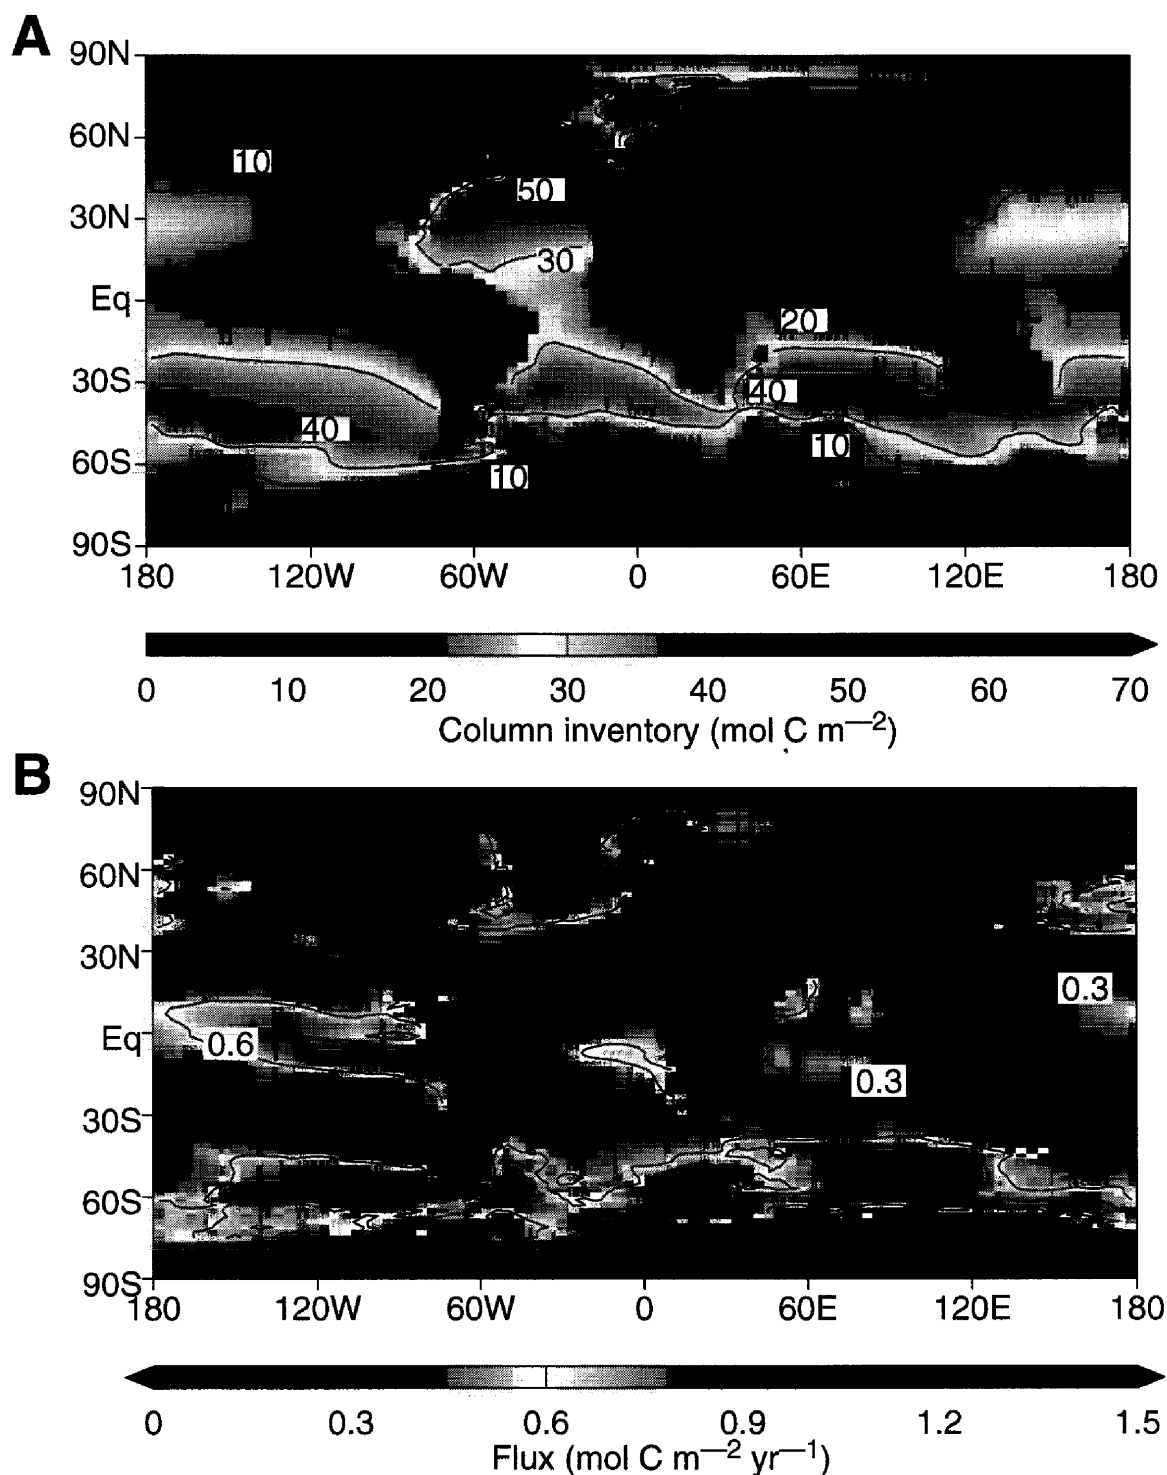 A
90N
60N
30N
Eq
30S
60S
90S
10
50
30
20
40
40
10
10
180 120W 60W 0 60E 120E 180
0 10 20 30 40 50 60 70
Column inventory (mol C m—2)
B
90N
60N
30N
Eq
30S
60S
90S
0.3
0.6
0.3
180 120W 60W 0 60E 120E 180
0 0.3 0.6 0.9 1.2 1.5
Flux (mol C m—2 yr—1)